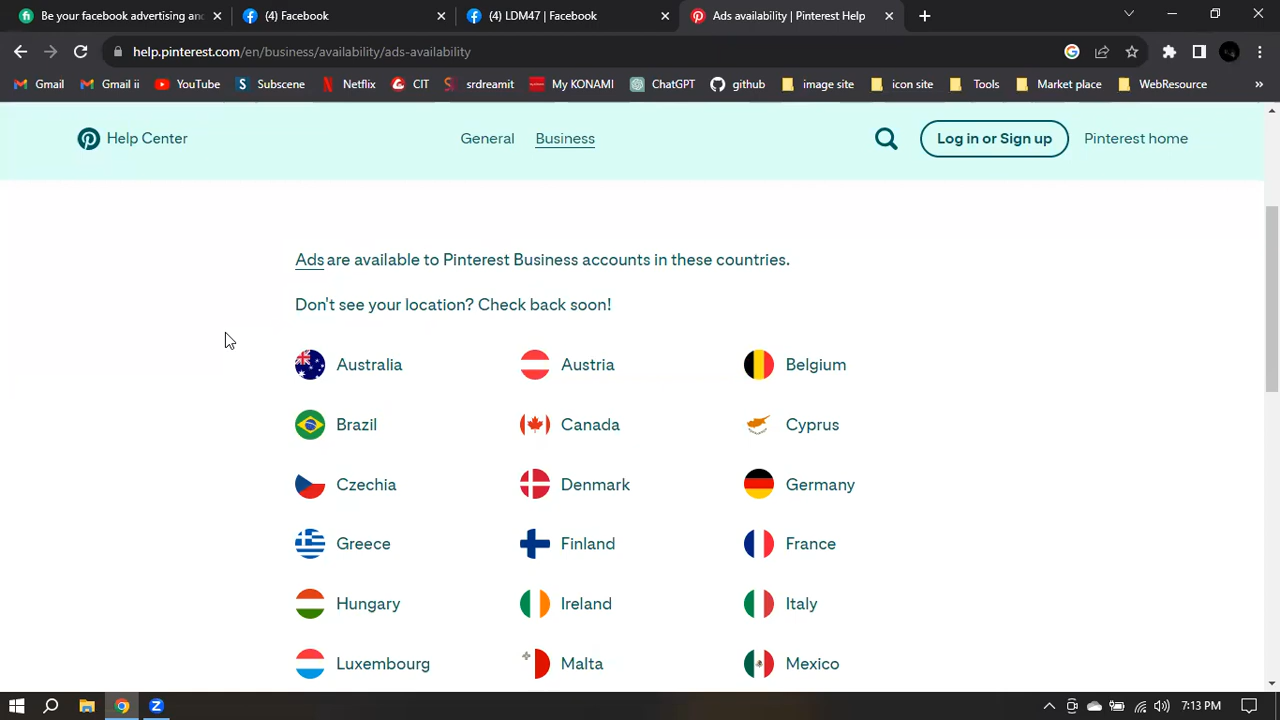 Be your facebook advertising an
(4) Facebook
(4) LDM47 | Facebook
Ads availability | Pinterest Help
help.pinterest.com/en/business/availability/ads-availability
Gmail
Gmail ii
YouTube
Subscene
Netflix
CIT
srdreamit
My KONAMI
ChatGPT
github
image site
icon site
Tools
Market place
WebResource
Help Center
General
Business
Log in or Sign up
Pinterest home
Ads are available to Pinterest Business accounts in these countries.
Don't see your location? Check back soon!
Australia
Austria
Belgium
Brazil
Canada
Cyprus
Czechia
Denmark
Germany
Greece
Finland
France
Hungary
Ireland
Italy
Luxembourg
Malta
Mexico
7:13 PM